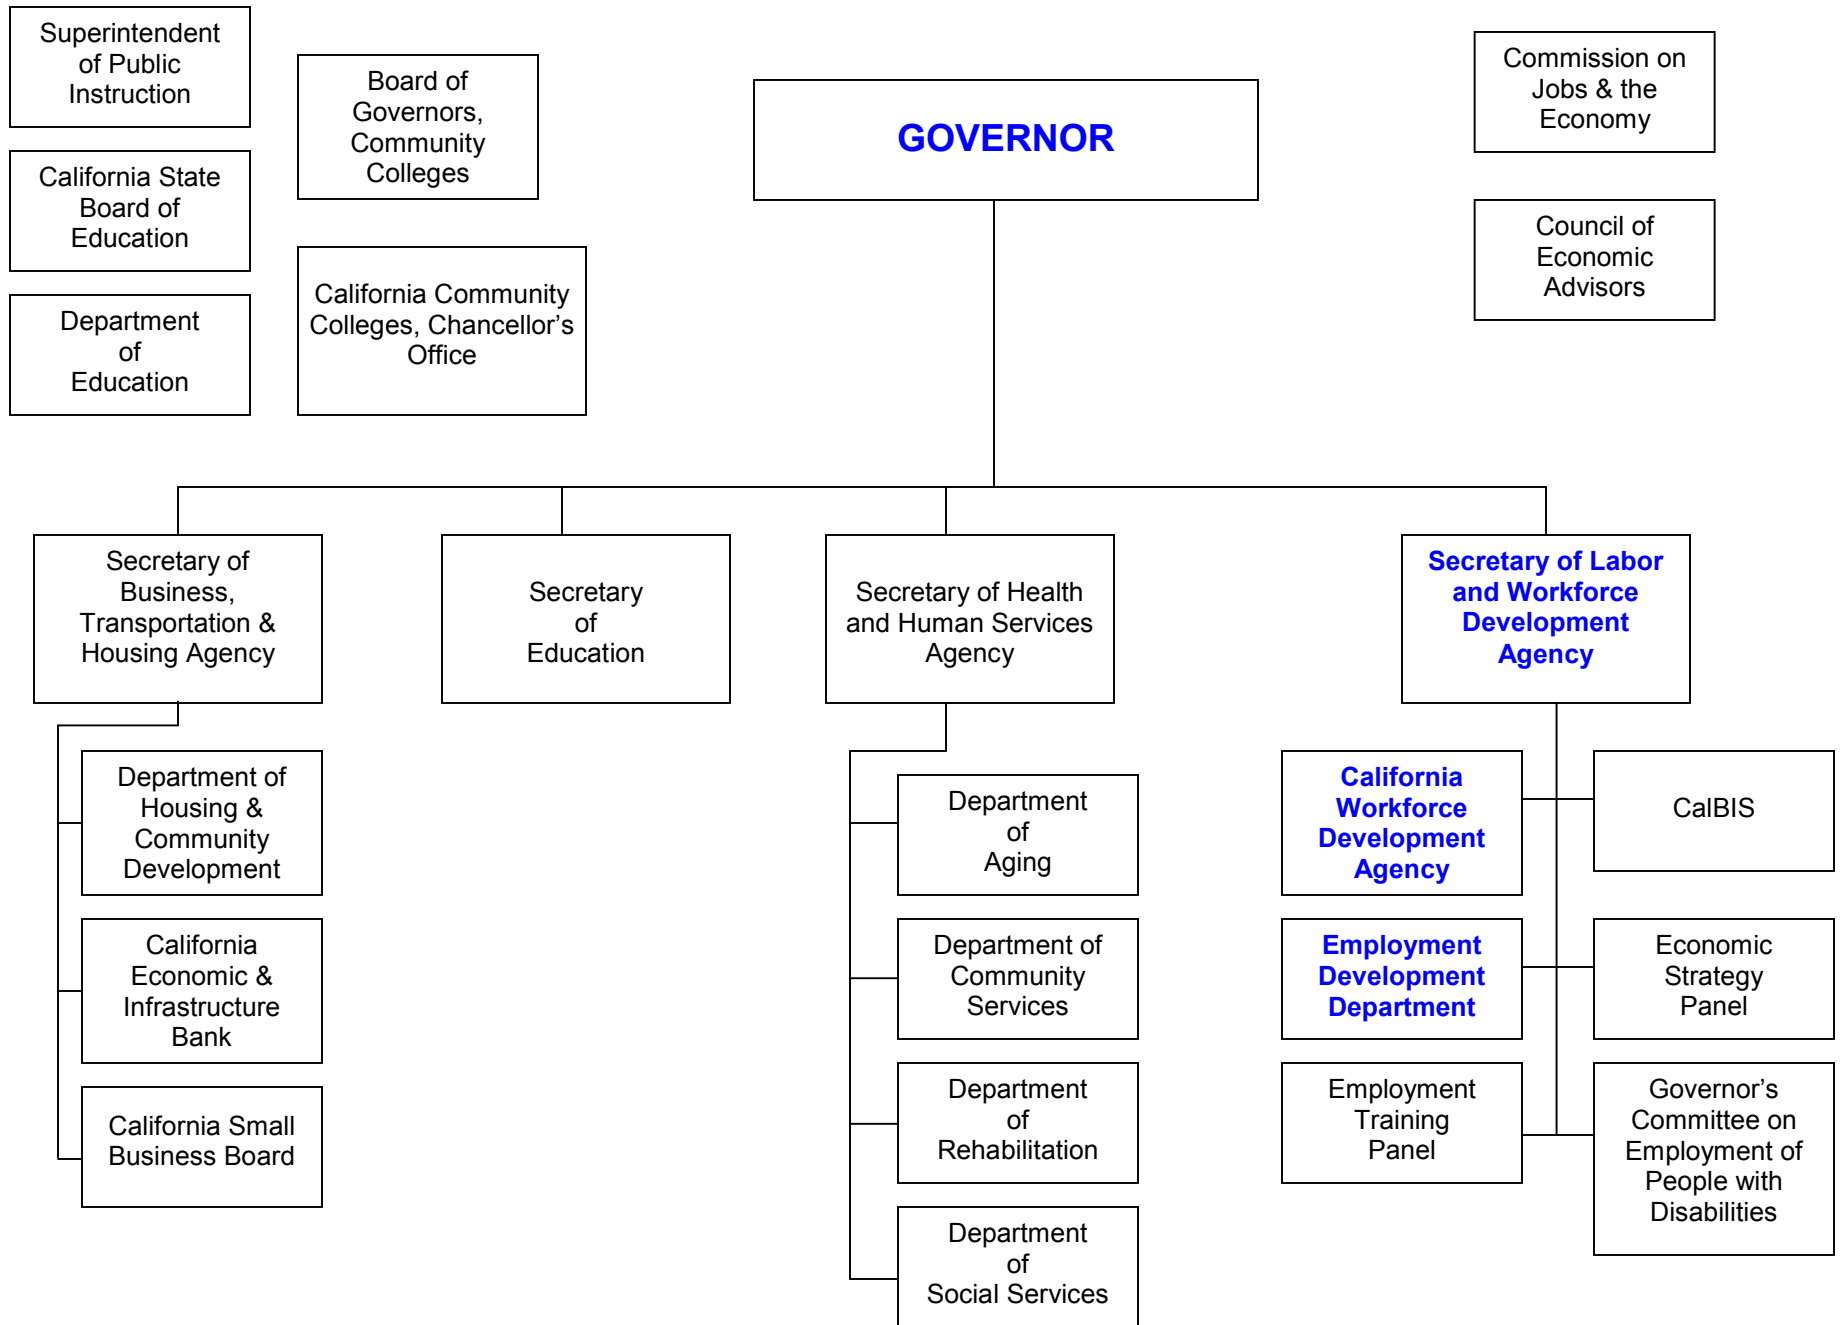 Superintendent
of Public
Instruction
California State
Board of
Education
Department
of
Education
Board of
Governors,
Community
Colleges
California Community
Colleges, Chancellor’s
Office
GOVERNOR
Commission on
Jobs & the
Economy
Council of
Economic
Advisors
Secretary of
Business,
Transportation &
Housing Agency
Secretary
of
Education
Secretary of Health
and Human Services
Agency
Secretary of Labor
and Workforce
Development
Agency
Department of
Housing &
Community
Development
California
Economic &
Infrastructure
Bank
California Small
Business Board
Department
of
Aging
Department of
Community
Services
Department
of
Rehabilitation
Department
of
Social Services
California
Workforce
Development
Agency
Employment
Development
Department
Employment
Training
Panel
CalBIS
Economic
Strategy
Panel
Governor’s
Committee on
Employment of
People with
Disabilities